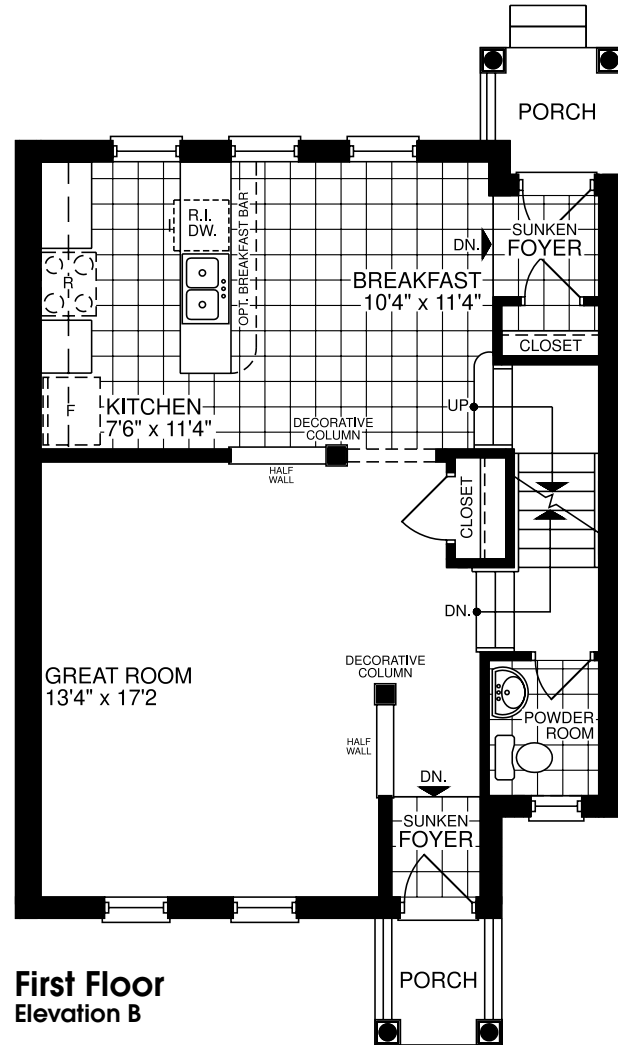 PORCH
R.I.
DW.
OPT. BREAKFAST BAR
SUNKEN
FOYER
DN.
BREAKFAST
10'4" x 11'4"
R
CLOSET
F
KITCHEN
7'6" x 11'4"
UP
DECORATIVE
COLUMN
HALF
WALL
CLOSET
DN.
GREAT ROOM
13'4" x 17'2
DECORATIVE
COLUMN
POWDER
ROOM
HALF
WALL
DN.
SUNKEN
FOYER
PORCH
First Floor
Elevation B